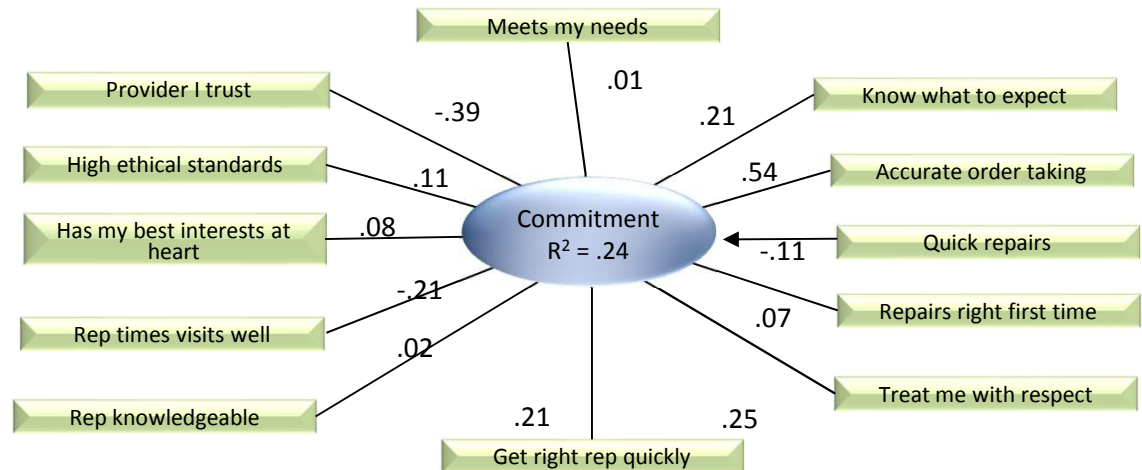 Meets my needs
.01
Provider I trust
-.39
.21
Know what to expect
High ethical standards
.11
.54
Accurate order taking
Has my best interests at
heart
.08
Commitment
R² = .24
-.11
Quick repairs
Rep times visits well
-.21
.07
Repairs right first time
.02
Rep knowledgeable
Treat me with respect
.21
.25
Get right rep quickly